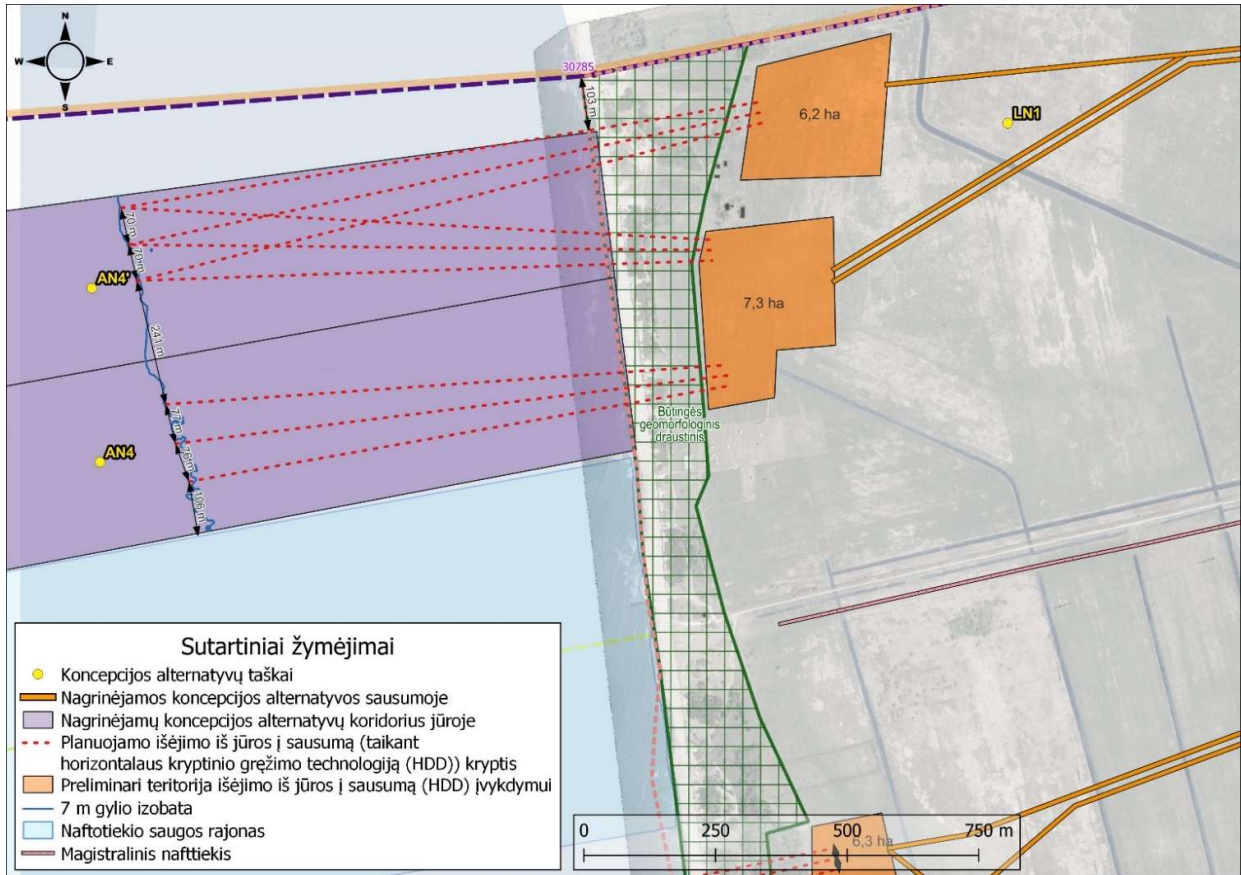 N
W
E
S
30785
103 m
6,2 ha
LN1
70 m
70 m
AN4'
7,3 ha
241 m
Būtingės
geomorfologinis
draustinis
77 m
76 m
AN4
106 m
Sutartiniai žymėjimai
Koncepcijos alternatyvų taškai
Nagrinėjamos koncepcijos alternatyvos sausumoje
Nagrinėjamų koncepcijos alternatyvų koridorius jūroje
Planuojamo išėjimo iš jūros į sausumą (taikant
horizontalaus kryptinio gręžimo technologiją (HDD)) kryptis
Preliminari teritorija išėjimo iš jūros į sausumą (HDD) įvykdymui
7 m gylio izobata
Naftotiekio saugos rajonas
Magistralinis nafttiekis
0 250 500 750 m
6,3 ha